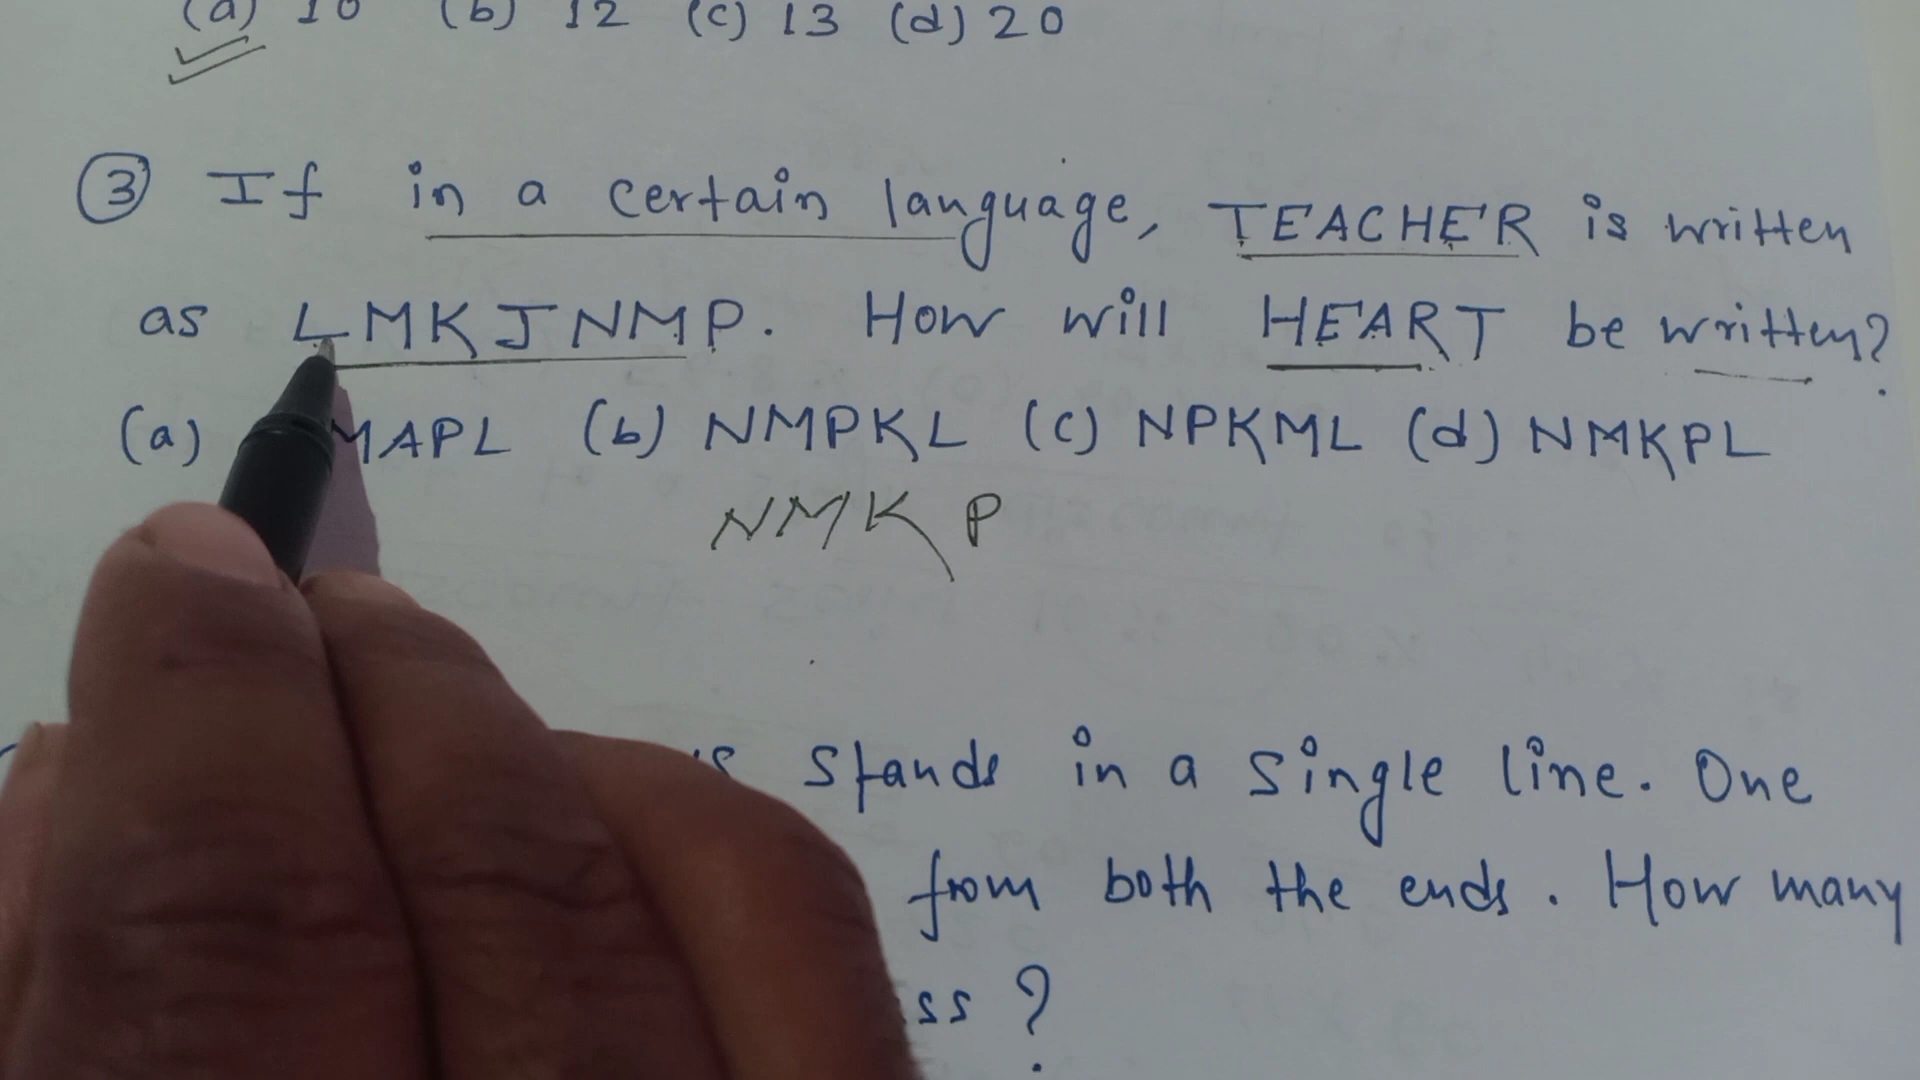 (a) 10 (b) 12 (c) 13 (d) 20
(3) If in a certain language, TEACHER is written
as LMKJNMP. How will HEART be written?
(a) MAPL (b) NMPKL (c) NPKML (d) NMKPL
NMKP
stands in a single line. One
from both the ends. How many
ss ?